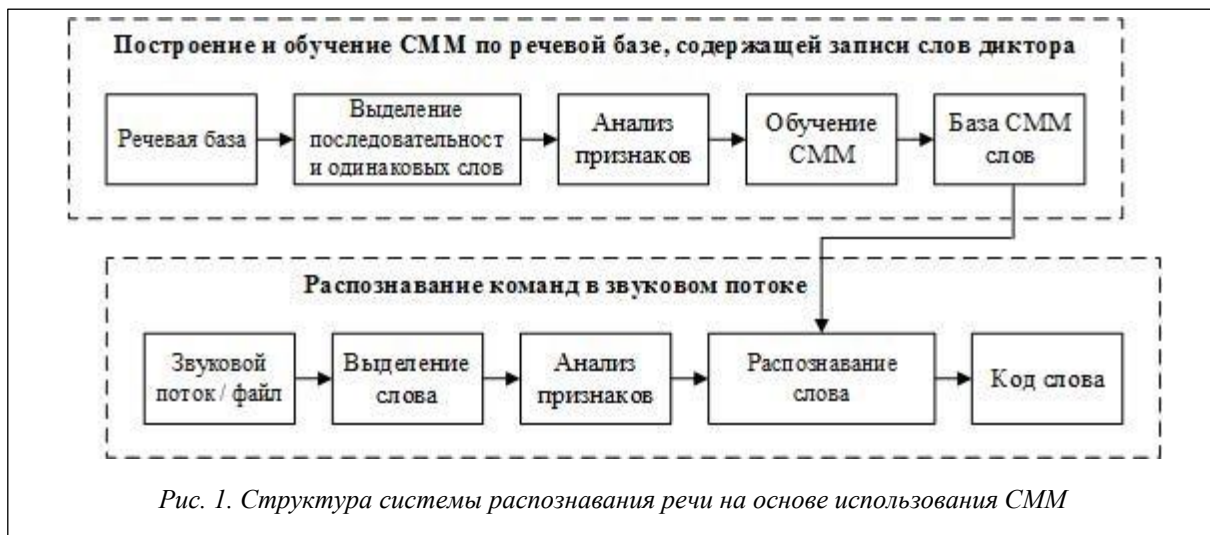 Построение и обучение СММ по речевой базе, содержащей записи слов диктора
Речевая база
Выделение
последовательност
и одинаковых слов
Анализ
признаков
Обучение
СММ
База СММ
слов
Распознавание команд в звуковом потоке
Звуковой
поток / файл
Выделение
слова
Анализ
признаков
Распознавание
слова
Код слова
Рис. 1. Структура системы распознавания речи на основе использования СММ